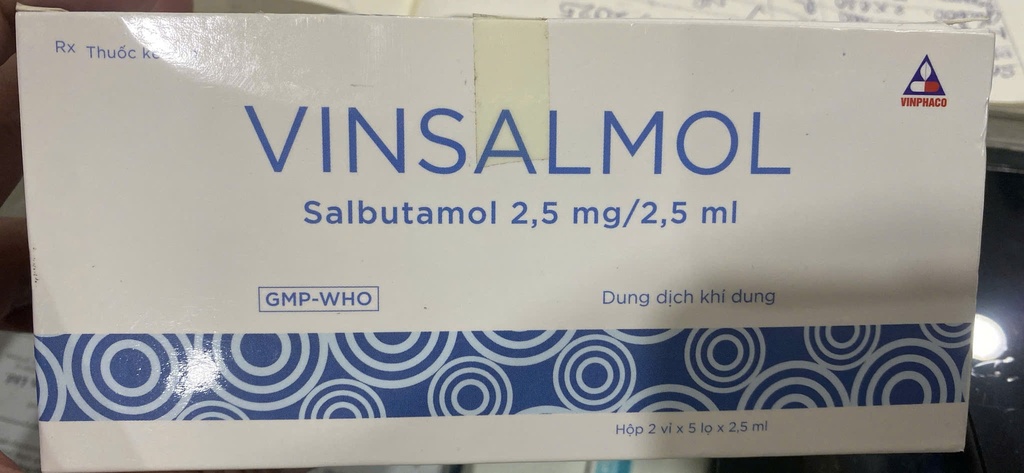 Rx Thuốc
VINPHACO
VINSALMOL
Salbutamol 2,5 mg/2,5 ml
GMP-WHO
Dung dịch khí dung
Hộp 2 vỉ x 5 lọ x 2,5 ml